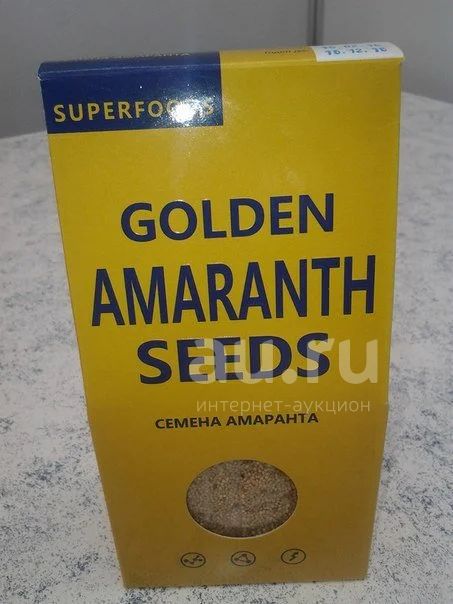 SUPERFOODS
GOLDEN
AMARANTH
SEEDS
au.ru
интернет-аукцион
СЕМЕНА АМАРАНТА